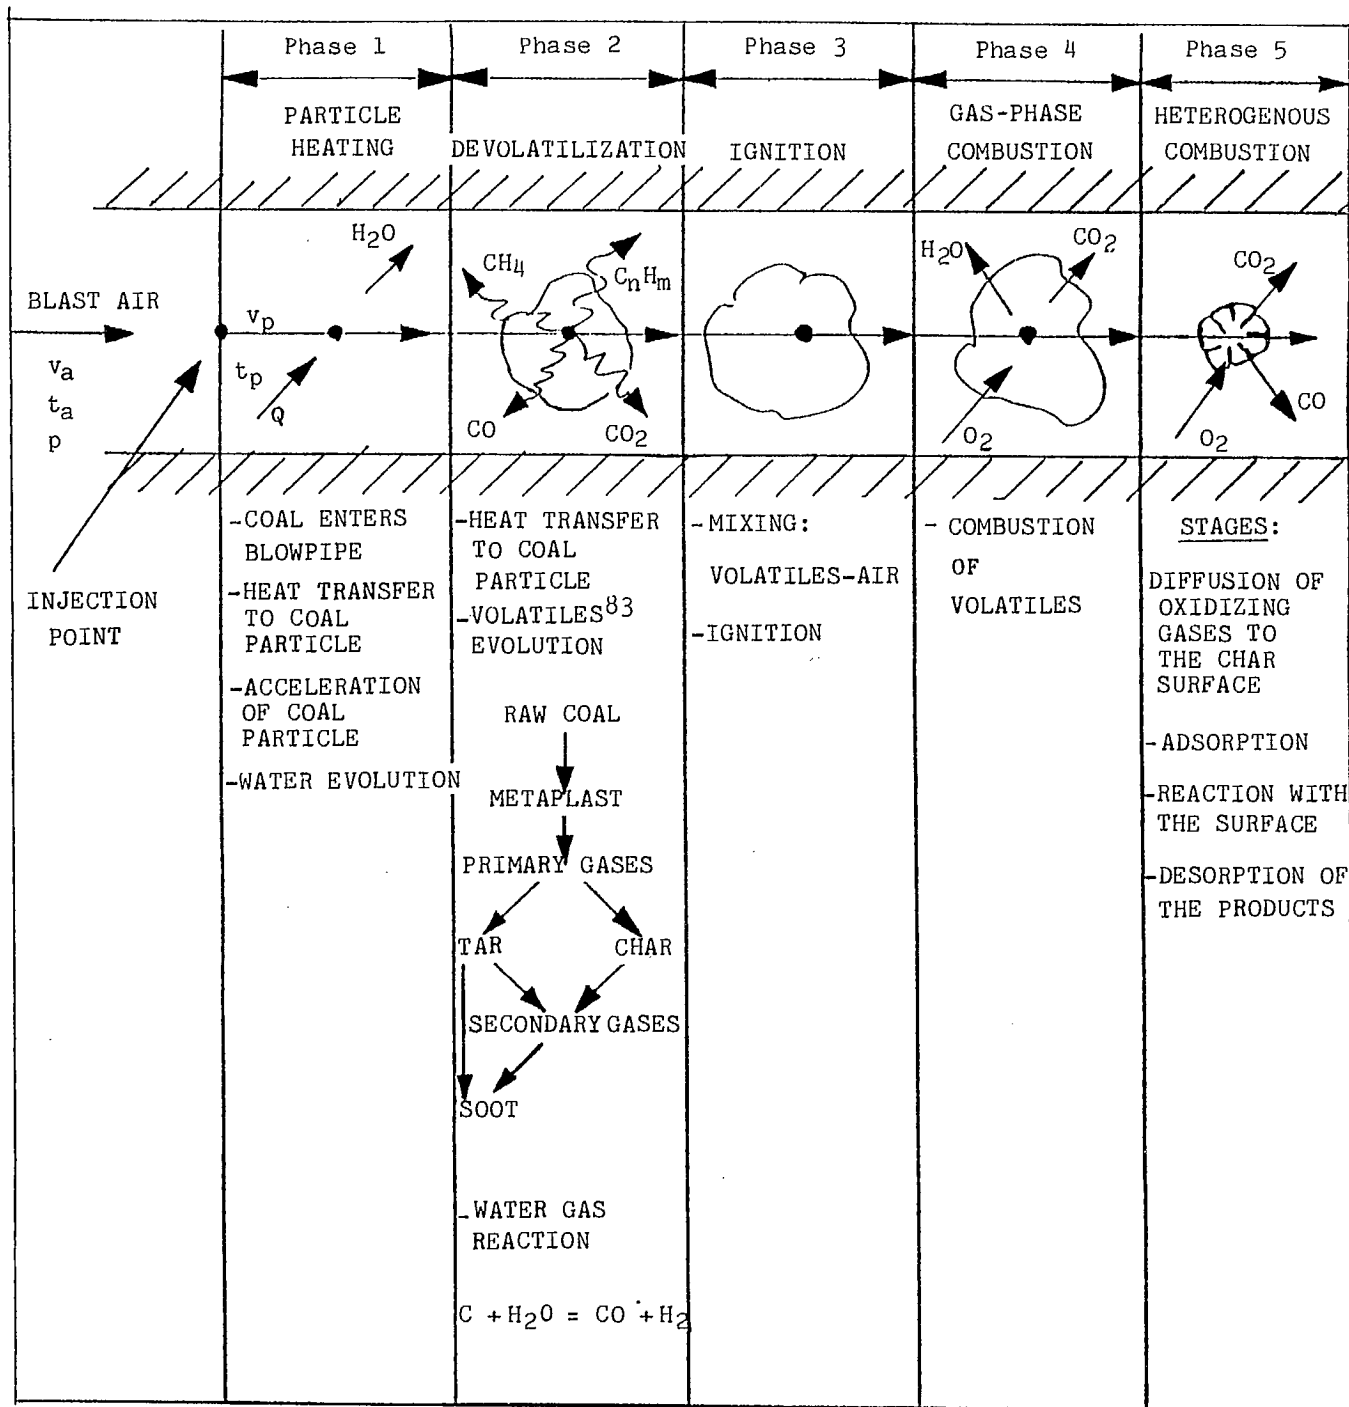 Phase 1
Phase 2
Phase 3
Phase 4
Phase 5
PARTICLE
HEATING
DEVOLATILIZATION
IGNITION
GAS-PHASE
COMBUSTION
HETEROGENOUS
COMBUSTION
BLAST AIR
va
ta
p
INJECTION
POINT
H2O
vp
tp
Q
CH4
CnHm
CO
CO2
H2O
CO2
O2
CO2
CO
O2
-COAL ENTERS
BLOWPIPE
-HEAT TRANSFER
TO COAL
PARTICLE
-ACCELERATION
OF COAL
PARTICLE
-WATER EVOLUTION
-HEAT TRANSFER
TO COAL
PARTICLE
-VOLATILES83
EVOLUTION
RAW COAL
METAPLAST
PRIMARY GASES
TAR
CHAR
SECONDARY GASES
SOOT
-WATER GAS
REACTION
C + H2O = CO + H2
-MIXING:
VOLATILES-AIR
-IGNITION
- COMBUSTION
OF
VOLATILES
STAGES:
DIFFUSION OF
OXIDIZING
GASES TO
THE CHAR
SURFACE
-ADSORPTION
-REACTION WITH
THE SURFACE
-DESORPTION OF
THE PRODUCTS